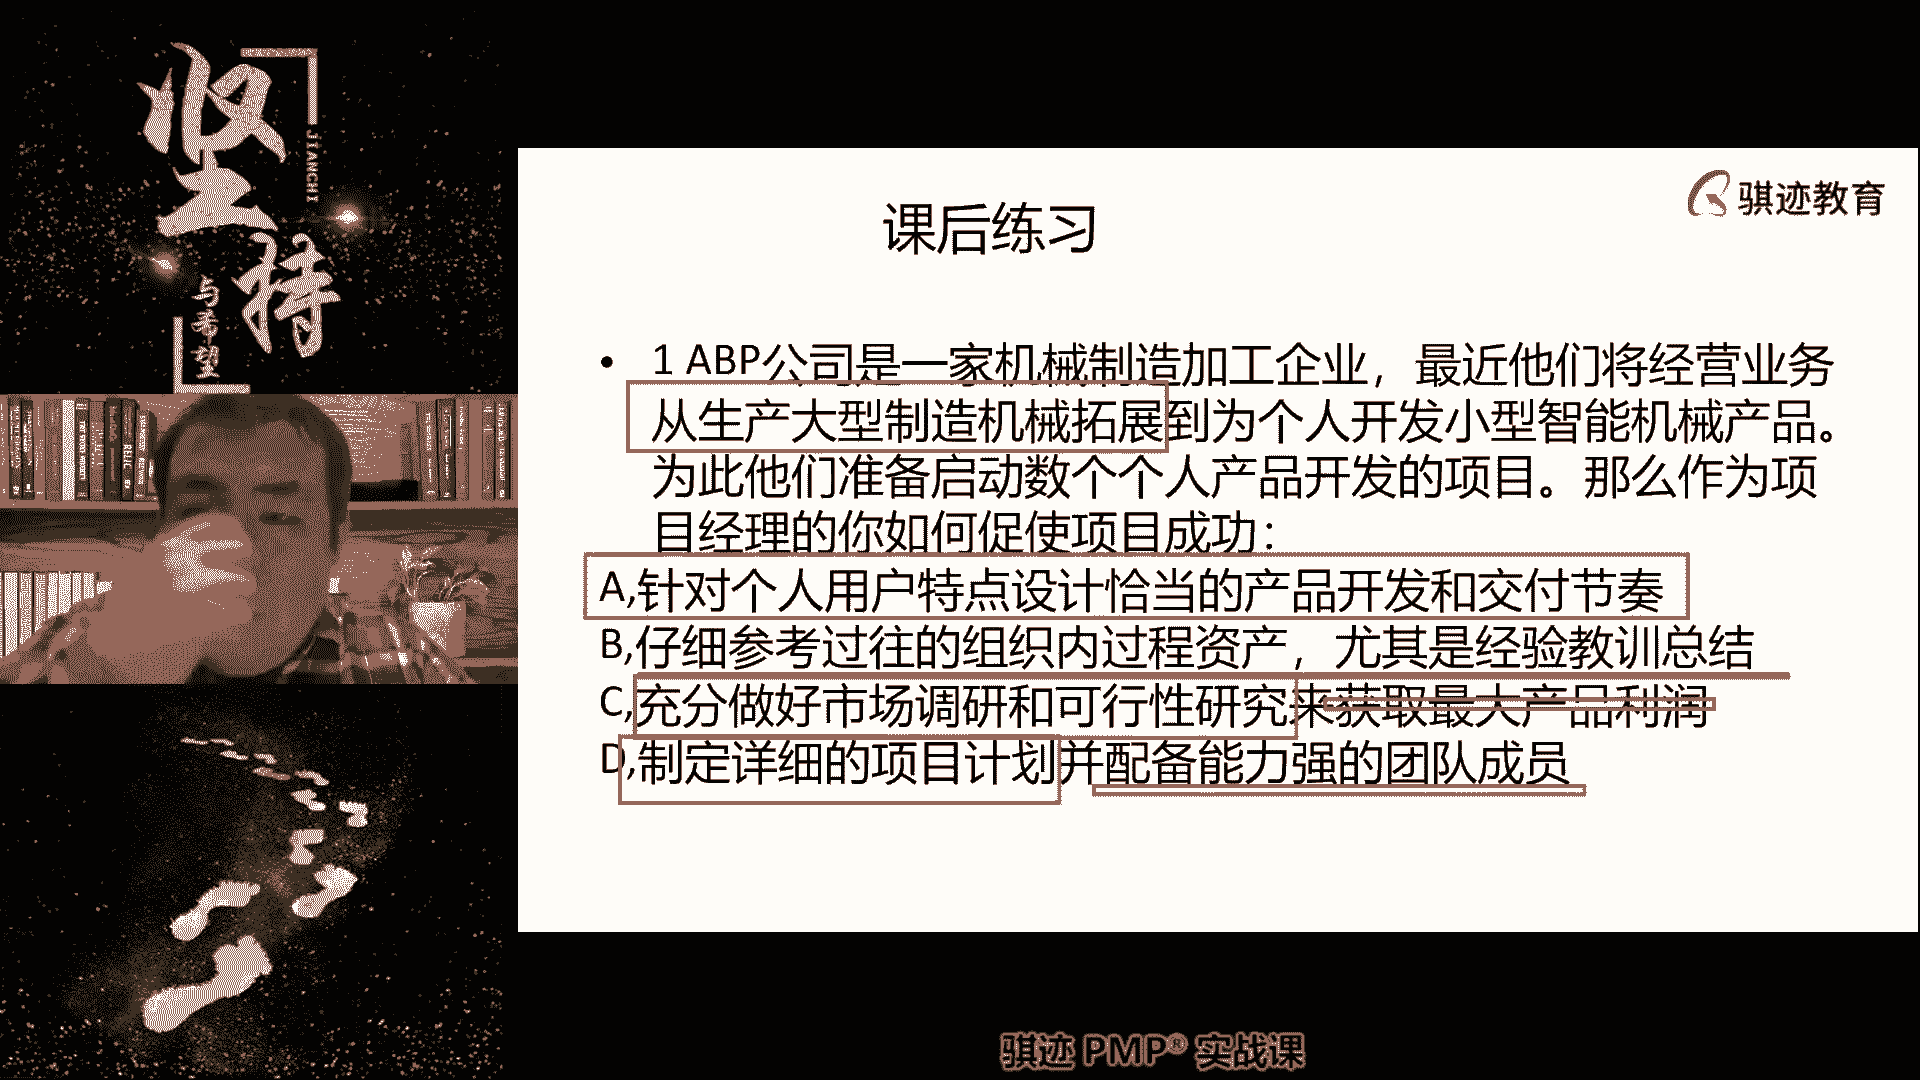 坚持
JIANCHI
与希望
骐迹教育
课后练习
• 1 ABP公司是一家机械制造加工企业，最近他们将经营业务
从生产大型制造机械拓展到为个人开发小型智能机械产品。
为此他们准备启动数个个人产品开发的项目。那么作为项
目经理的你如何促使项目成功：
A,针对个人用户特点设计恰当的产品开发和交付节奏
B,仔细参考过往的组织内过程资产，尤其是经验教训总结
C,充分做好市场调研和可行性研究来获取最大产品利润
D,制定详细的项目计划并配备能力强的团队成员
骐迹 PMP® 实战课